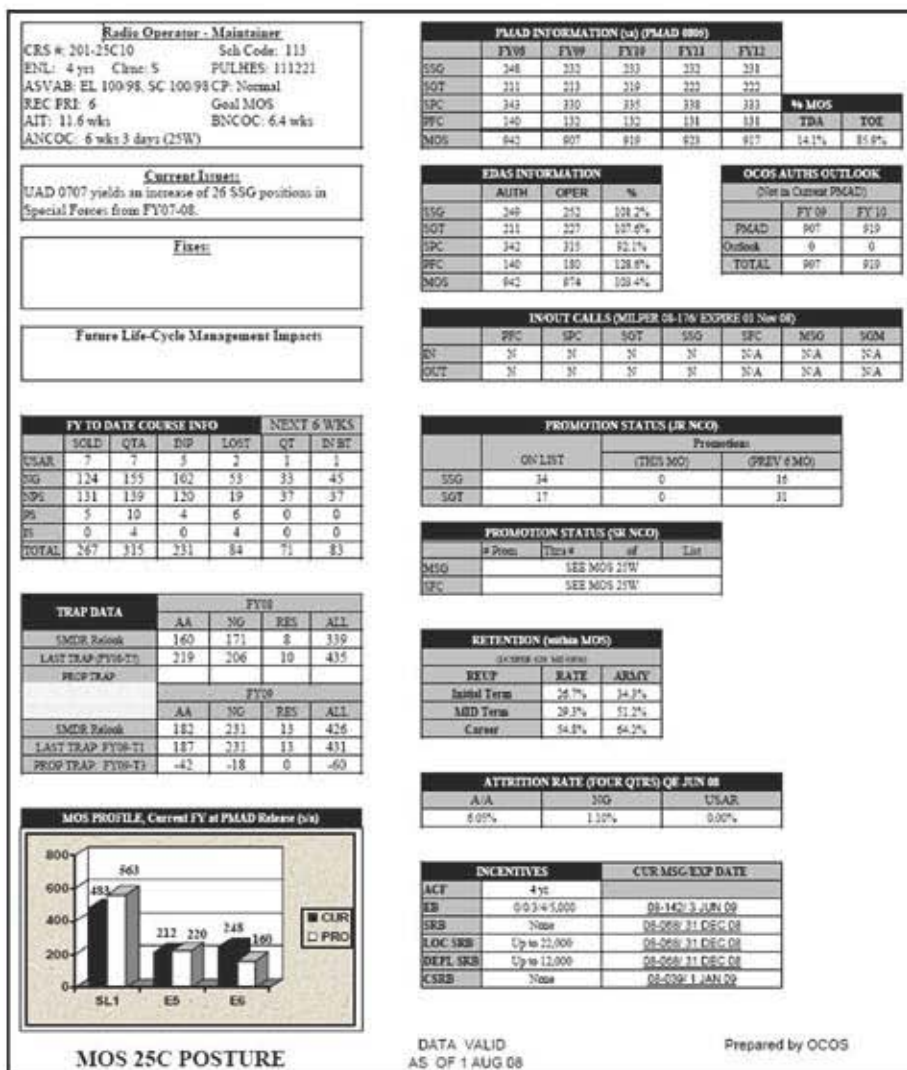 Radio Operator - Maintainer
CRS #: 201-25C10 Sch Code: 113
ENL: 4 yrs Clrnc: S PULHES: 111221
ASVAB: EL 100/98, SC 100/98 CP: Normal
REC PRI: 6 Goal MOS
AIT: 11.6 wks BNCOC: 6.4 wks
ANCOC: 6 wks 3 days (25W)
Current Issues:
UAD 0707 yields an increase of 26 SSG positions in
Special Forces from FY07-08.
Fixes:
Future Life-Cycle Management Impacts
FY TO DATE COURSE INFO NEXT 6 WKS
SOLD QTA INP LOST QT IN BT
USAR 7 7 5 2 1 1
NG 124 155 102 53 33 45
NPS 131 139 120 19 37 37
PS 5 10 4 6 0 0
IS 0 4 0 4 0 0
TOTAL 267 315 231 84 71 83
TRAP DATA FY08
AA NG RES ALL
SMDR Relook 160 171 8 339
LAST TRAP (FY08-T7) 219 206 10 435
PROP TRAP
FY09
AA NG RES ALL
SMDR Relook 182 231 13 426
LAST TRAP: FY08-T1 187 231 13 431
PROP TRAP: FY09-T3 -42 -18 0 -60
MOS PROFILE, Current FY at PMAD Release (s/a)
800
600
400
200
0
483 563
212 220
248 160
CUR
PRO
SL1 E5 E6
MOS 25C POSTURE
PMAD INFORMATION (s/a) (PMAD 0806)
FY08 FY09 FY10 FY11 FY12
SSG 248 232 233 232 231
SGT 211 213 219 222 222
SPC 343 330 335 338 333
PFC 140 132 132 131 131
MOS 942 907 919 923 917
% MOS
TDA TOE
14.1% 85.9%
EDAS INFORMATION
AUTH OPER %
SSG 249 252 101.2%
SGT 211 227 107.6%
SPC 342 315 92.1%
PFC 140 180 128.6%
MOS 942 974 103.4%
OCOS AUTHS OUTLOOK
(Not in Current PMAD)
FY 09 FY 10
PMAD 907 919
Outlook 0 0
TOTAL 907 919
IN/OUT CALLS (MILPER 08-176/ EXPIRE 01 Nov 08)
PFC SPC SGT SSG SFC MSG SGM
IN N N N N N/A N/A N/A
OUT N N N N N/A N/A N/A
PROMOTION STATUS (JR NCO)
Promotions
ON LIST (THIS MO) (PREV 6 MO)
SSG 34 0 16
SGT 17 0 31
PROMOTION STATUS (SR NCO)
# Prom Thru # of List
MSG SEE MOS 25W
SFC SEE MOS 25W
RETENTION (within MOS)
REUP RATE ARMY
Initial Term 26.7% 34.3%
MID Term 29.3% 51.2%
Career 54.8% 64.2%
ATTRITION RATE (FOUR QTRS) QE JUN 08
A/A NG USAR
6.05% 1.10% 0.00%
INCENTIVES CUR MSG/EXP DATE
ACF 4 yr
EB 0/0/3/4/5,000 08-142/ 3 JUN 09
SRB None 08-068/ 31 DEC 08
LOC SRB Up to 22,000 08-068/ 31 DEC 08
DEPL SRB Up to 12,000 08-068/ 31 DEC 08
CSRB None 08-039/ 1 JAN 09
DATA VALID
AS OF 1 AUG 08
Prepared by OCOS